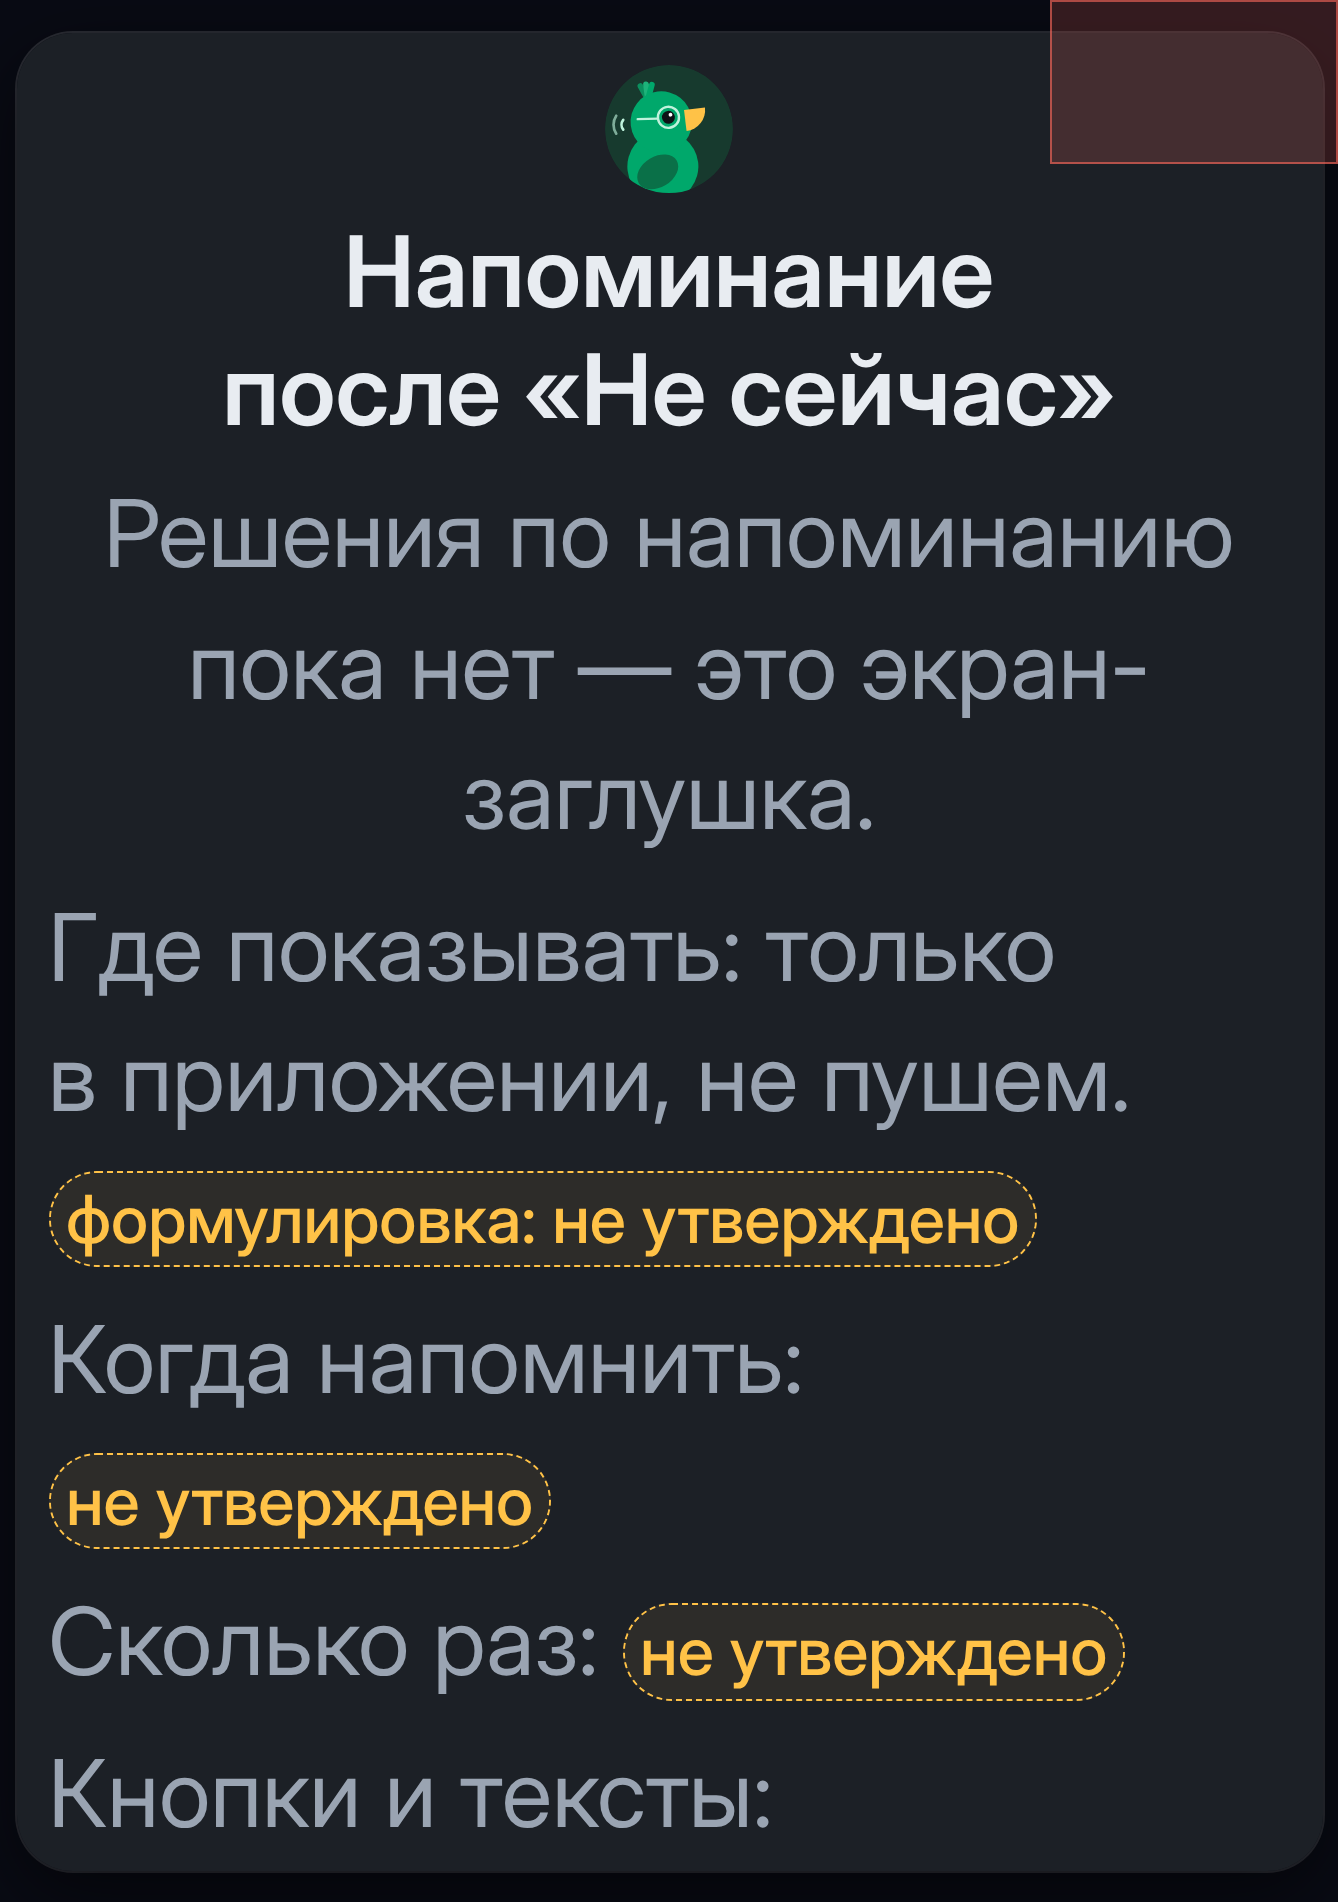 Напоминание
после «Не сейчас»
Решения по напоминанию
пока нет — это экран-
заглушка.
Где показывать: только
в приложении, не пушем.
формулировка: не утверждено
Когда напомнить:
не утверждено
Сколько раз: не утверждено
Кнопки и тексты: